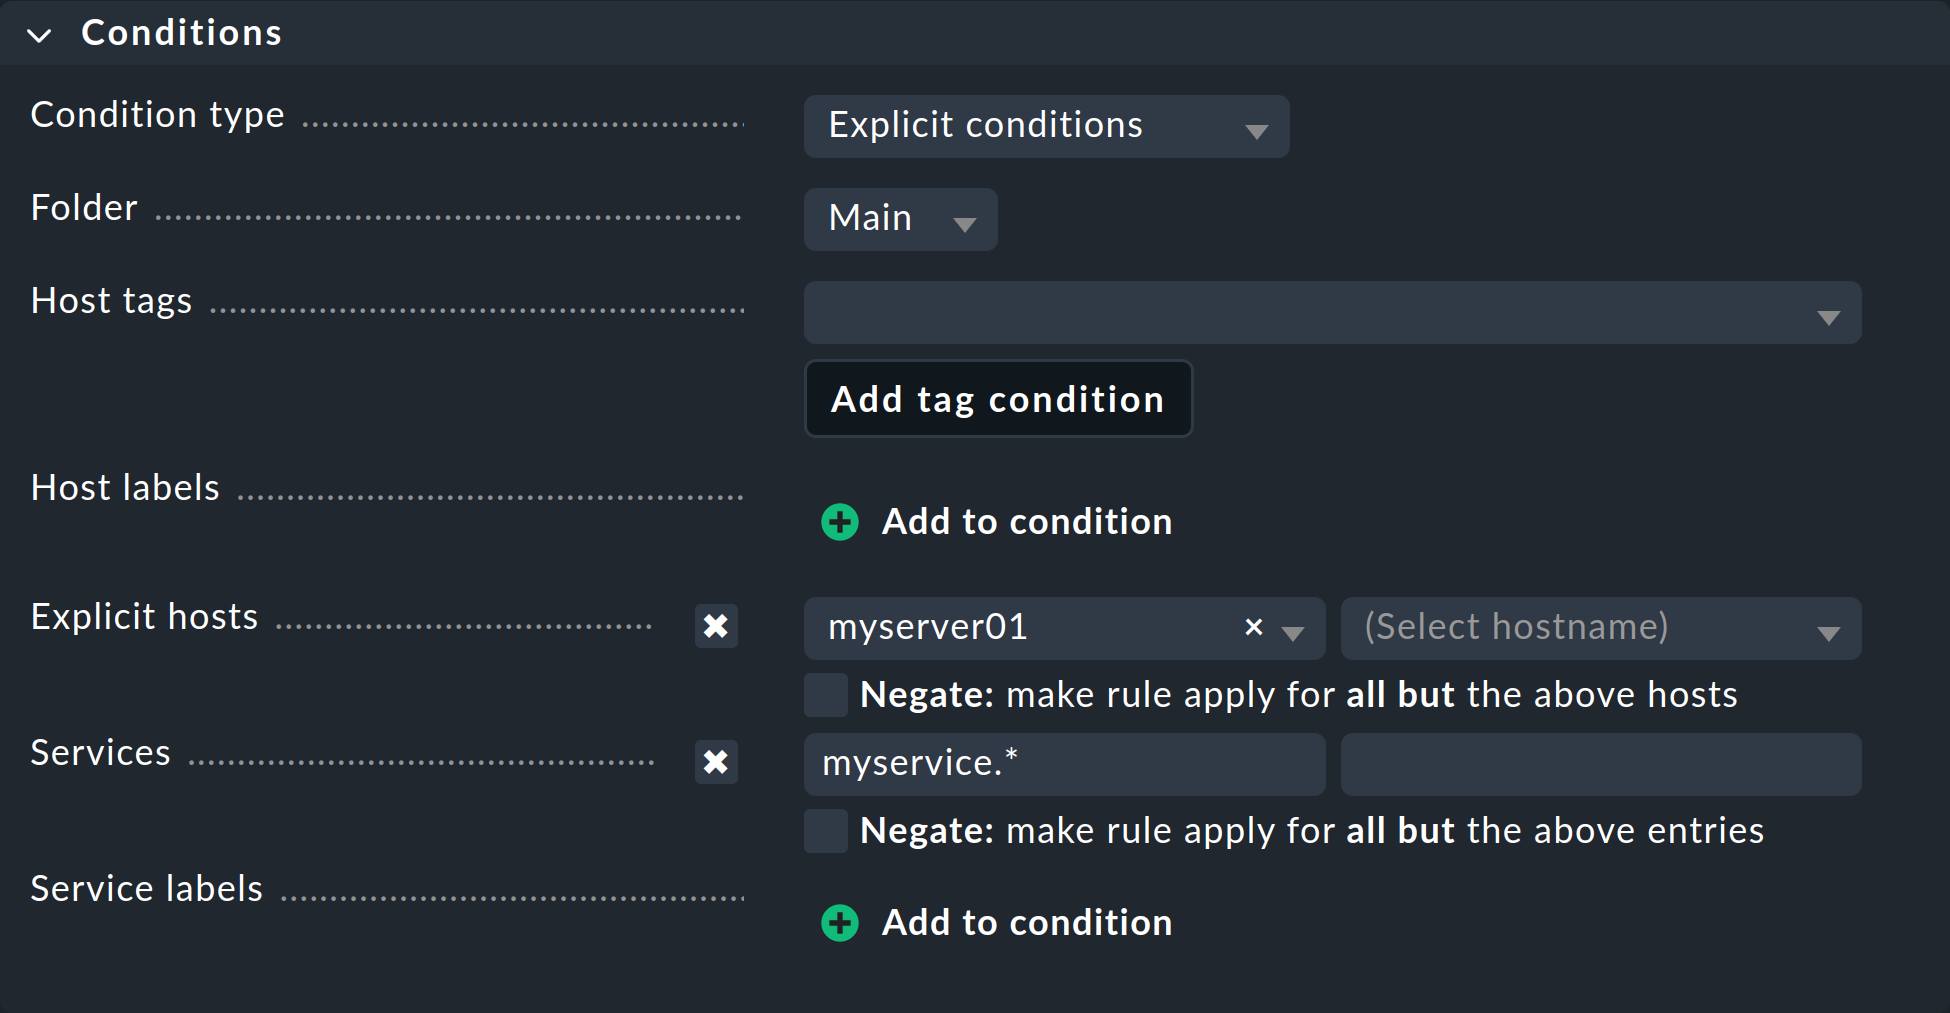 Conditions
Condition type
Explicit conditions
Folder
Main
Host tags
Add tag condition
Host labels
Add to condition
Explicit hosts
myserver01
(Select hostname)
Negate: make rule apply for all but the above hosts
Services
myservice.*
Negate: make rule apply for all but the above entries
Service labels
Add to condition